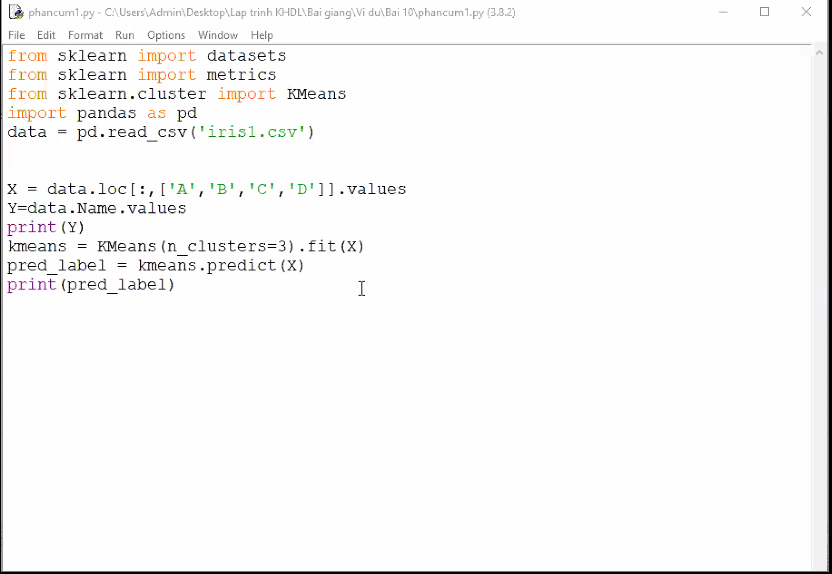 phancum1.py - C:\Users\Admin\Desktop\Lap trinh KHDL\Bai giang\Vi du\Bai 10\phancum1.py (3.8.2)
File Edit Format Run Options Window Help
from sklearn import datasets
from sklearn import metrics
from sklearn.cluster import KMeans
import pandas as pd
data = pd.read_csv('iris1.csv')
X = data.loc[:,['A','B','C','D']].values
Y=data.Name.values
print(Y)
kmeans = KMeans(n_clusters=3).fit(X)
pred_label = kmeans.predict(X)
print(pred_label)